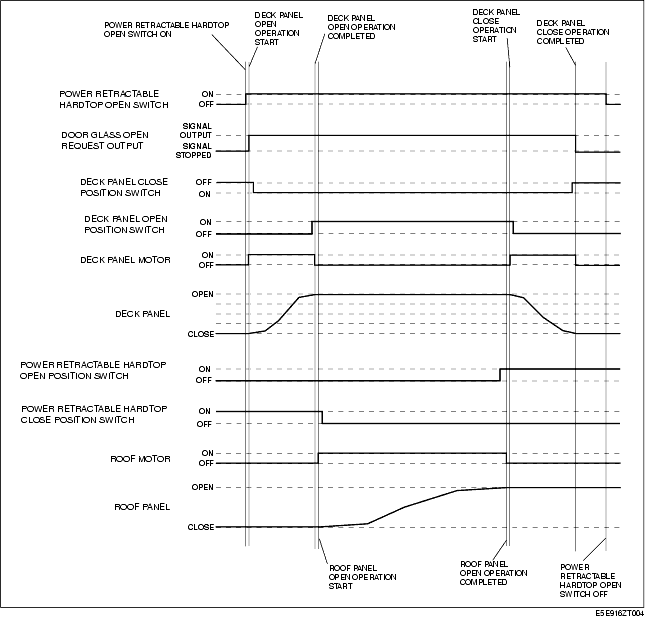 POWER RETRACTABLE HARDTOP
OPEN SWITCH ON
DECK PANEL
OPEN
OPERATION
START
DECK PANEL
OPEN OPERATION
COMPLETED
DECK PANEL
CLOSE
OPERATION
START
DECK PANEL
CLOSE OPERATION
COMPLETED
POWER RETRACTABLE
HARDTOP OPEN SWITCH
ON
OFF
DOOR GLASS OPEN
REQUEST OUTPUT
SIGNAL
OUTPUT
SIGNAL
STOPPED
DECK PANEL CLOSE
POSITION SWITCH
OFF
ON
DECK PANEL OPEN
POSITION SWITCH
ON
OFF
DECK PANEL MOTOR
ON
OFF
DECK PANEL
OPEN
CLOSE
POWER RETRACTABLE HARDTOP
OPEN POSITION SWITCH
ON
OFF
POWER RETRACTABLE HARDTOP
CLOSE POSITION SWITCH
ON
OFF
ROOF MOTOR
ON
OFF
ROOF PANEL
OPEN
CLOSE
ROOF PANEL
OPEN OPERATION
START
ROOF PANEL
OPEN OPERATION
COMPLETED
POWER
RETRACTABLE
HARDTOP OPEN
SWITCH OFF
E5E916ZT004